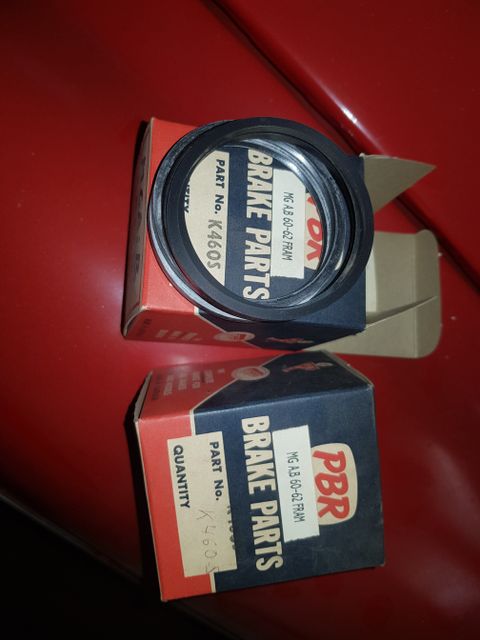 PBR
MG A,B 60-62 FRAM
BRAKE PARTS
PART No. K460S
PBR
MG A,B 60-62 FRAM
BRAKE PARTS
PART No.
K460S
QUANTITY